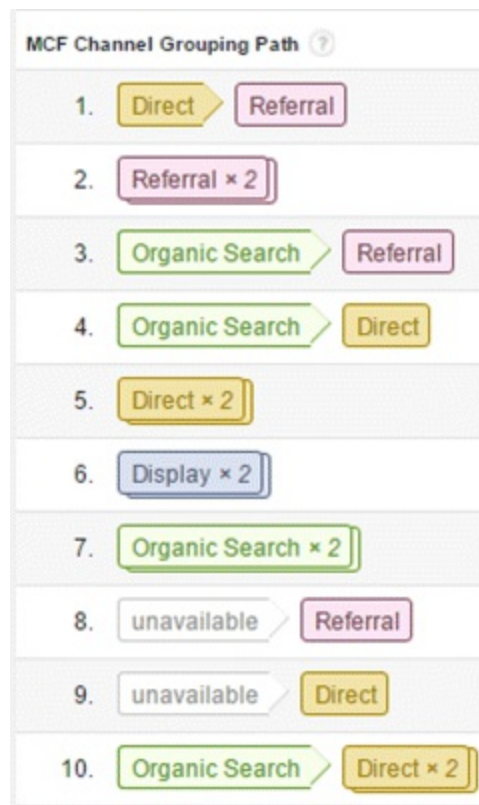 MCF Channel Grouping Path ?
1. Direct Referral
2. Referral × 2
3. Organic Search Referral
4. Organic Search Direct
5. Direct × 2
6. Display × 2
7. Organic Search × 2
8. unavailable Referral
9. unavailable Direct
10. Organic Search Direct × 2